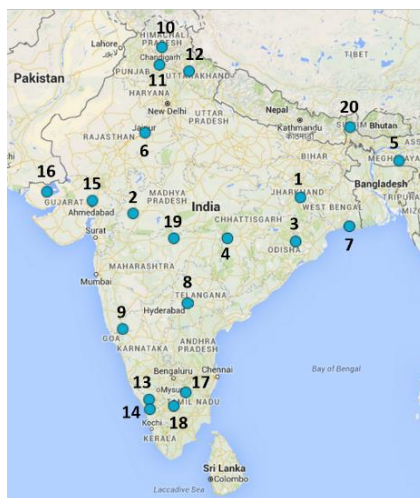 10
HIMACHAL
PRADESH
Lahore
12
Chandigarh
PUNJAB
UTTARAKHAND
11
TIBET
Pakistan
HARYANA
New Delhi
Nepal
20
UTTAR
PRADESH
Kathmandu
Bhutan
Jaipur
5
RAJASTHAN
6
BIHAR
MEGHALAYA
16
Bangladesh
15
1
GUJARAT
MADHYA
PRADESH
JHARKHAND
2
India
WEST BENGAL
Ahmedabad
19
CHHATTISGARH
3
Surat
4
ODISHA
7
MAHARASHTRA
Mumbai
8
TELANGANA
9
Hyderabad
GOA
KARNATAKA
ANDHRA
PRADESH
Bay of Bengal
Bengaluru
Chennai
13
17
TAMIL NADU
14
Kochi
18
KERALA
Sri Lanka
Colombo
Laccadive Sea